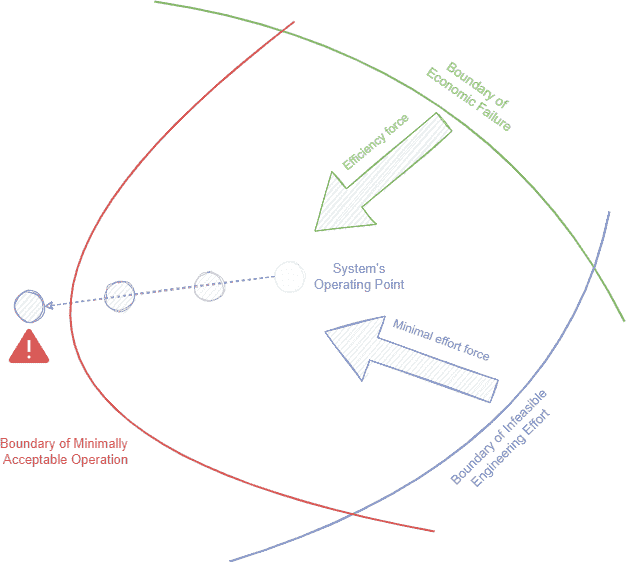 Boundary of
Economic Failure
Efficiency force
System's
Operating Point
Minimal effort force
!
Boundary of Minimally
Acceptable Operation
Boundary of Infeasible
Engineering Effort